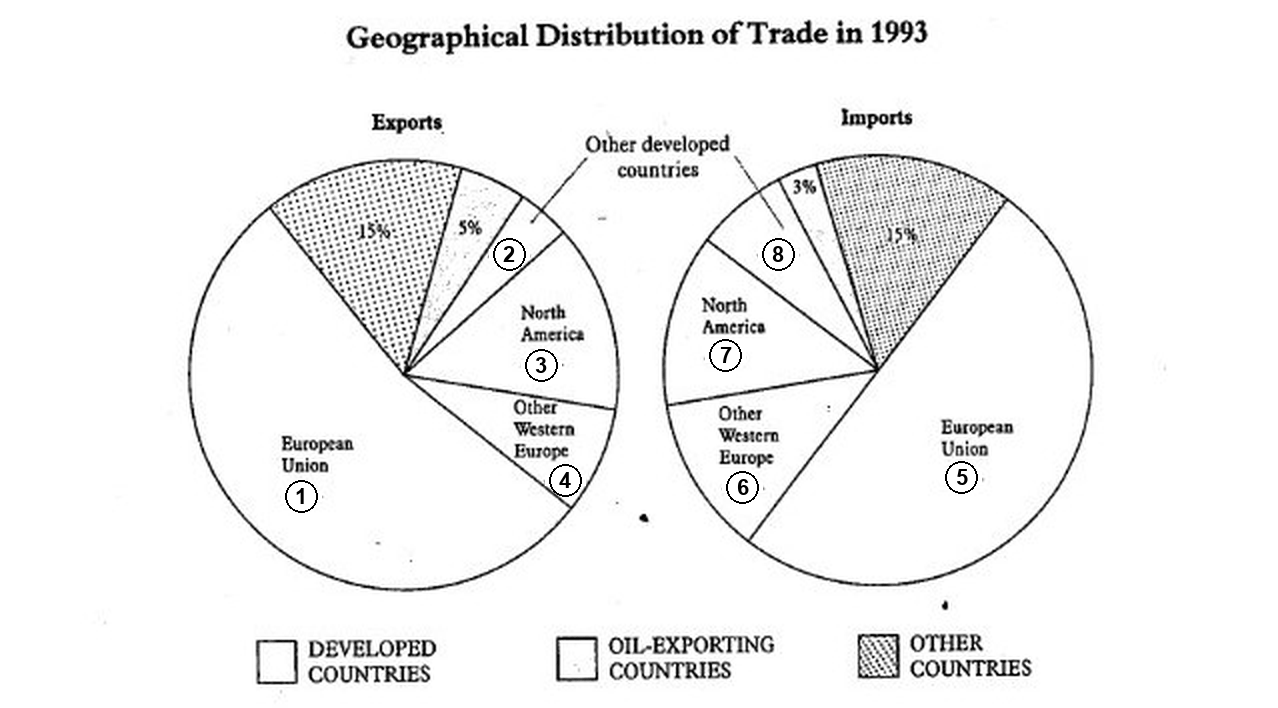 Geographical Distribution of Trade in 1993
Exports
Imports
Other developed
countries
15%
5%
2
North
America
3
Other
Western
Europe
4
European
Union
1
3%
15%
8
North
America
7
Other
Western
Europe
6
European
Union
5
DEVELOPED
COUNTRIES
OIL-EXPORTING
COUNTRIES
OTHER
COUNTRIES